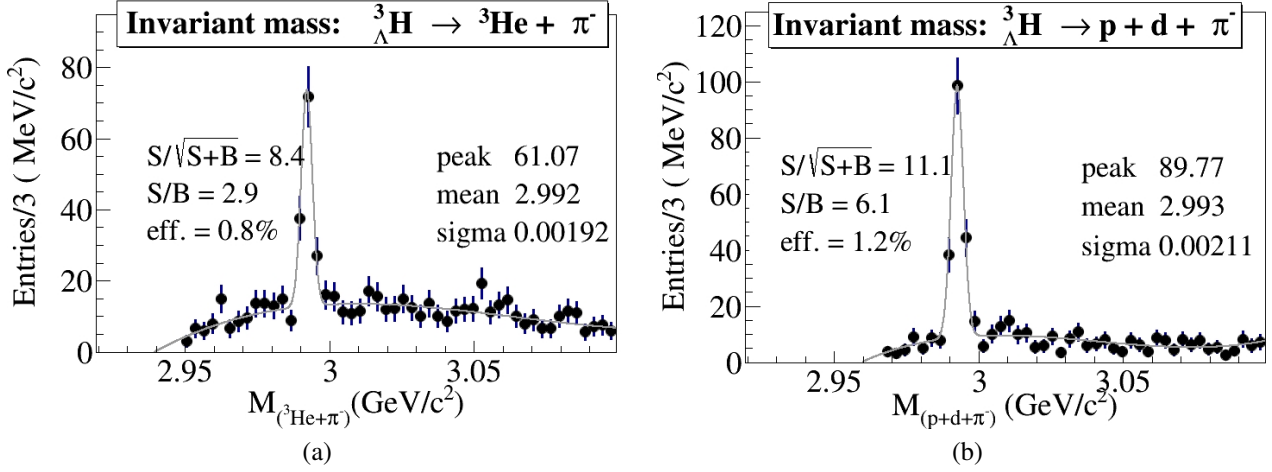 Invariant mass: ³ΛH → ³He + π⁻
Entries/3 ( MeV/c²)
80
60
40
20
0
S/√S+B = 8.4
S/B = 2.9
eff. = 0.8%
peak 61.07
mean 2.992
sigma 0.00192
2.95
3
3.05
M(³He+π⁻)(GeV/c²)
(a)
Invariant mass: ³ΛH → p + d + π⁻
Entries/3 ( MeV/c²)
120
100
80
60
40
20
0
S/√S+B = 11.1
S/B = 6.1
eff. = 1.2%
peak 89.77
mean 2.993
sigma 0.00211
2.95
3
3.05
M(p+d+π⁻) (GeV/c²)
(b)